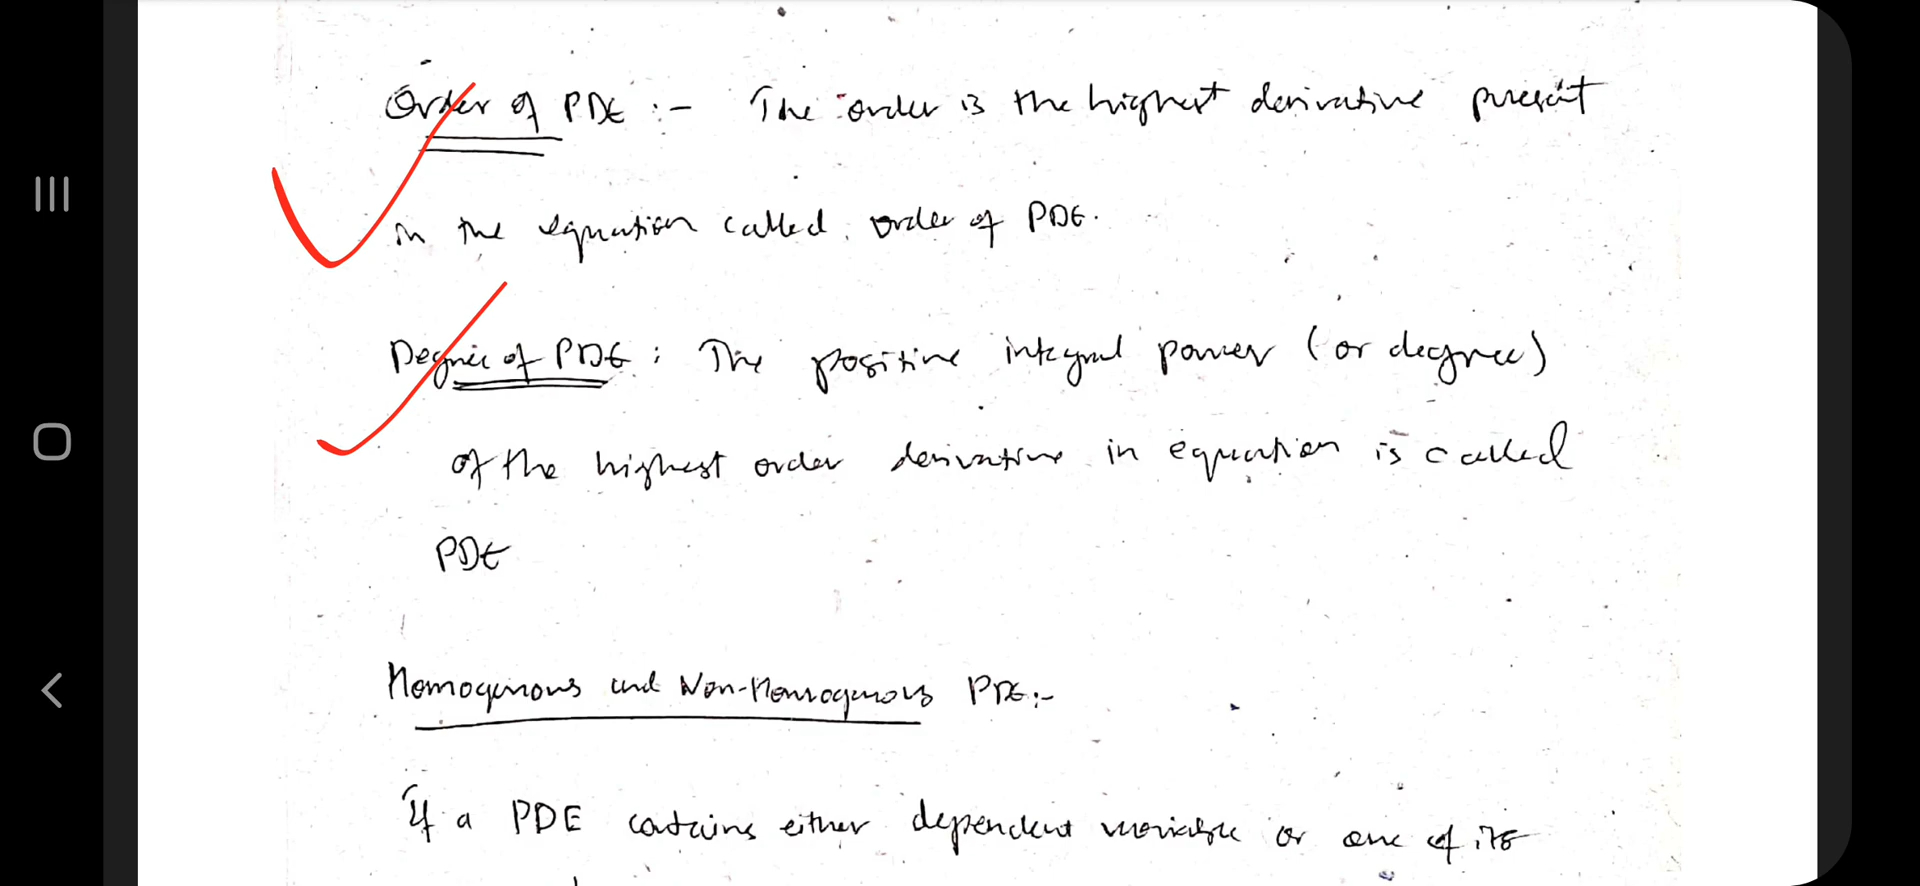 Order of PDE :- The order is the highest derivative present
in the equation called order of PDE.
Degree of PDE : The positive integral power (or degree)
of the highest order derivative in equation is called
PDE
Homogenous and Non-Homogenous PDE:-
If a PDE contains either dependent variable or one of its